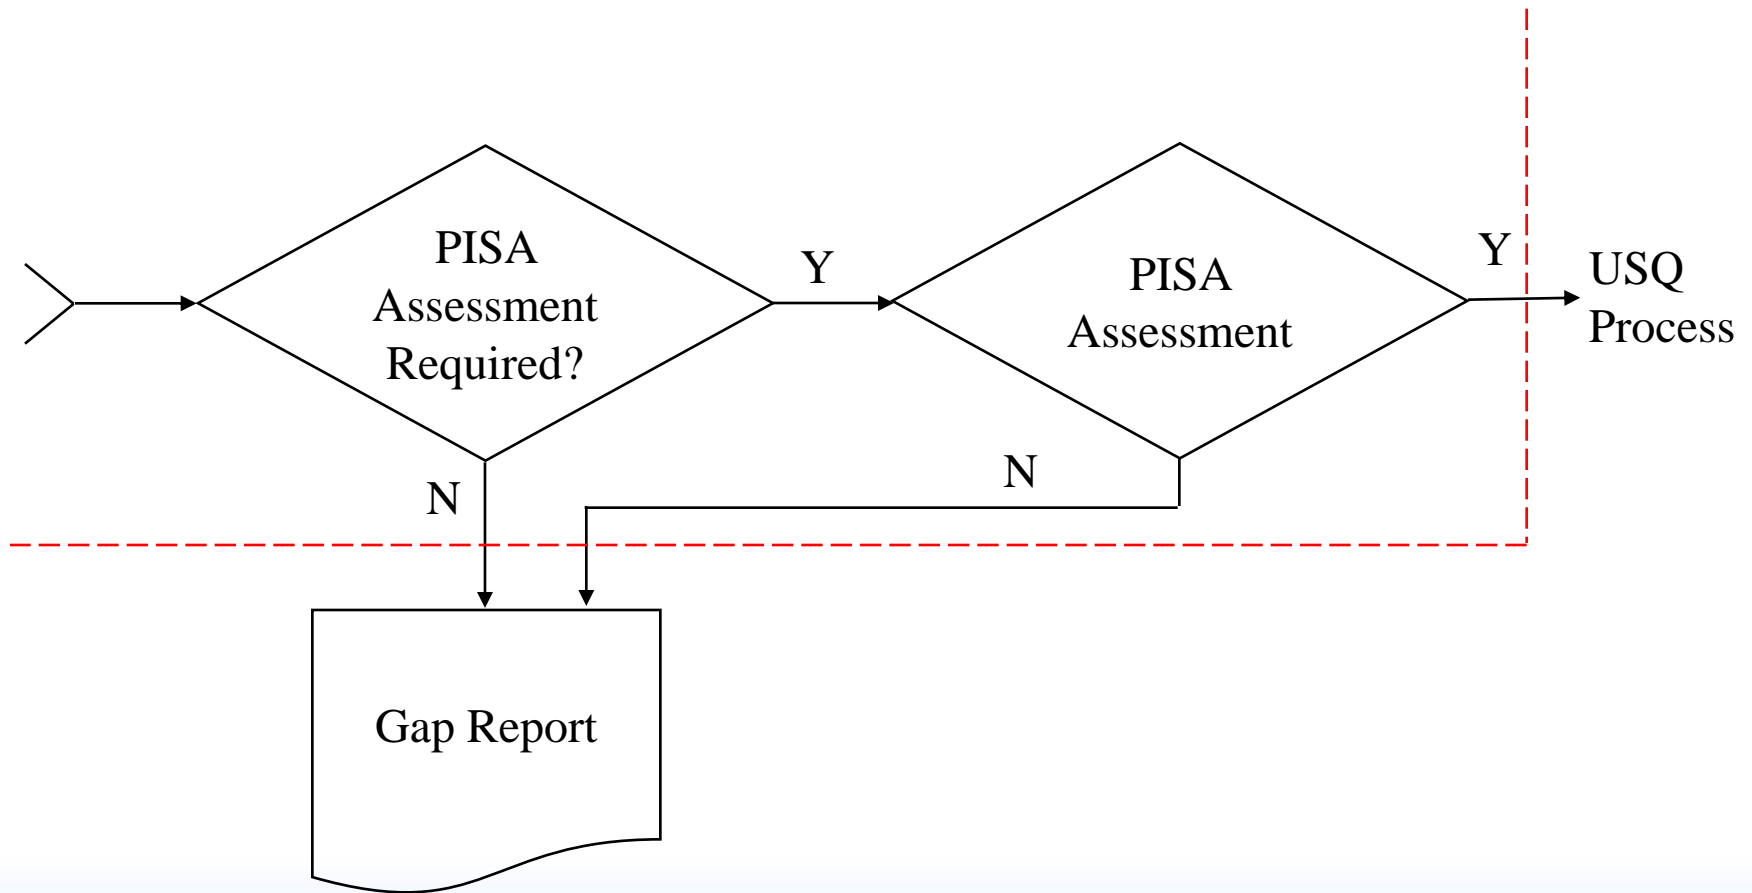 PISA
Assessment
Required?
Y
PISA
Assessment
Y
USQ
Process
N
N
Gap Report